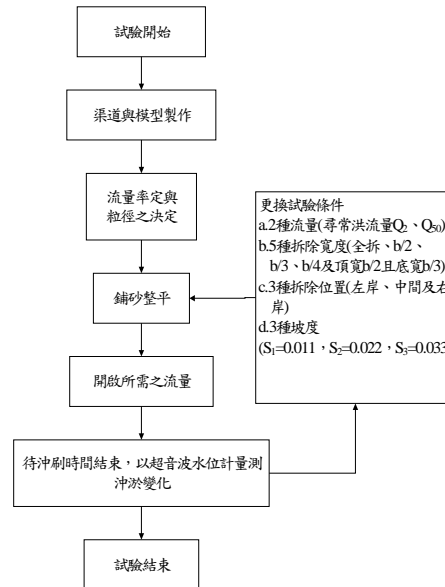 試驗開始
渠道與模型製作
流量率定與
粒徑之決定
鋪砂整平
開啟所需之流量
待沖刷時間結束，以超音波水位計量測
沖淤變化
試驗結束
更換試驗條件
a.2種流量(尋常洪流量Q₂、Q₅₀)
b.5種拆除寬度(全拆、b/2、
b/3、b/4及頂寬b/2且底寬b/3)
c.3種拆除位置(左岸、中間及右
岸)
d.3種坡度
(S₁=0.011，S₂=0.022，S₃=0.033